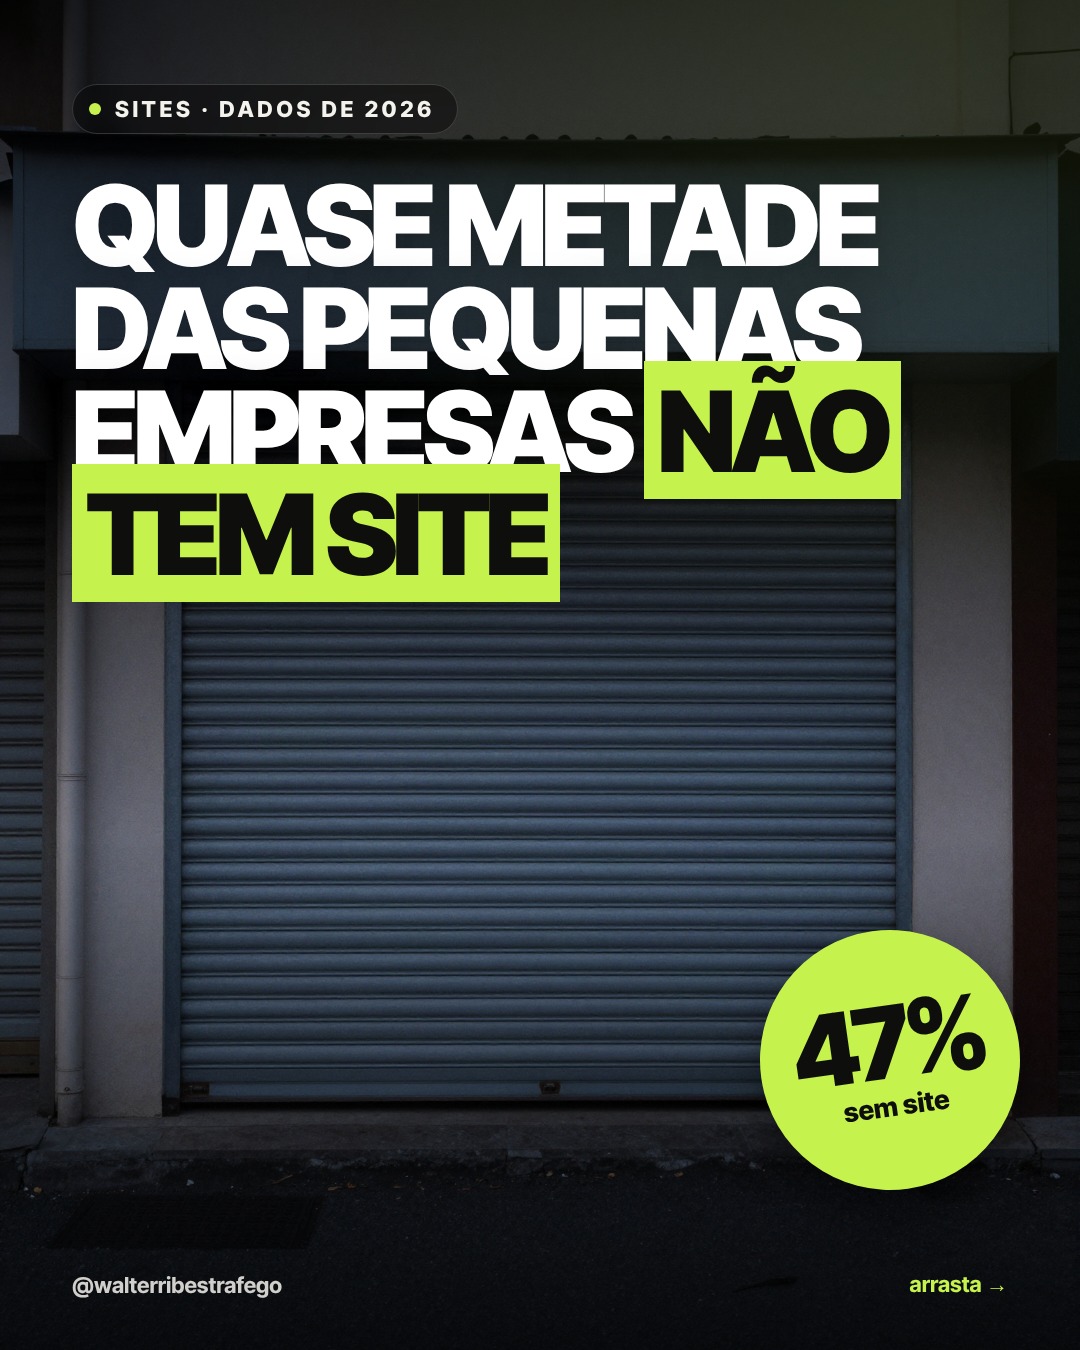 SITES · DADOS DE 2026
QUASE METADE
DAS PEQUENAS
EMPRESAS NÃO
TEM SITE
47%
sem site
@walterribestrafego
arrasta →